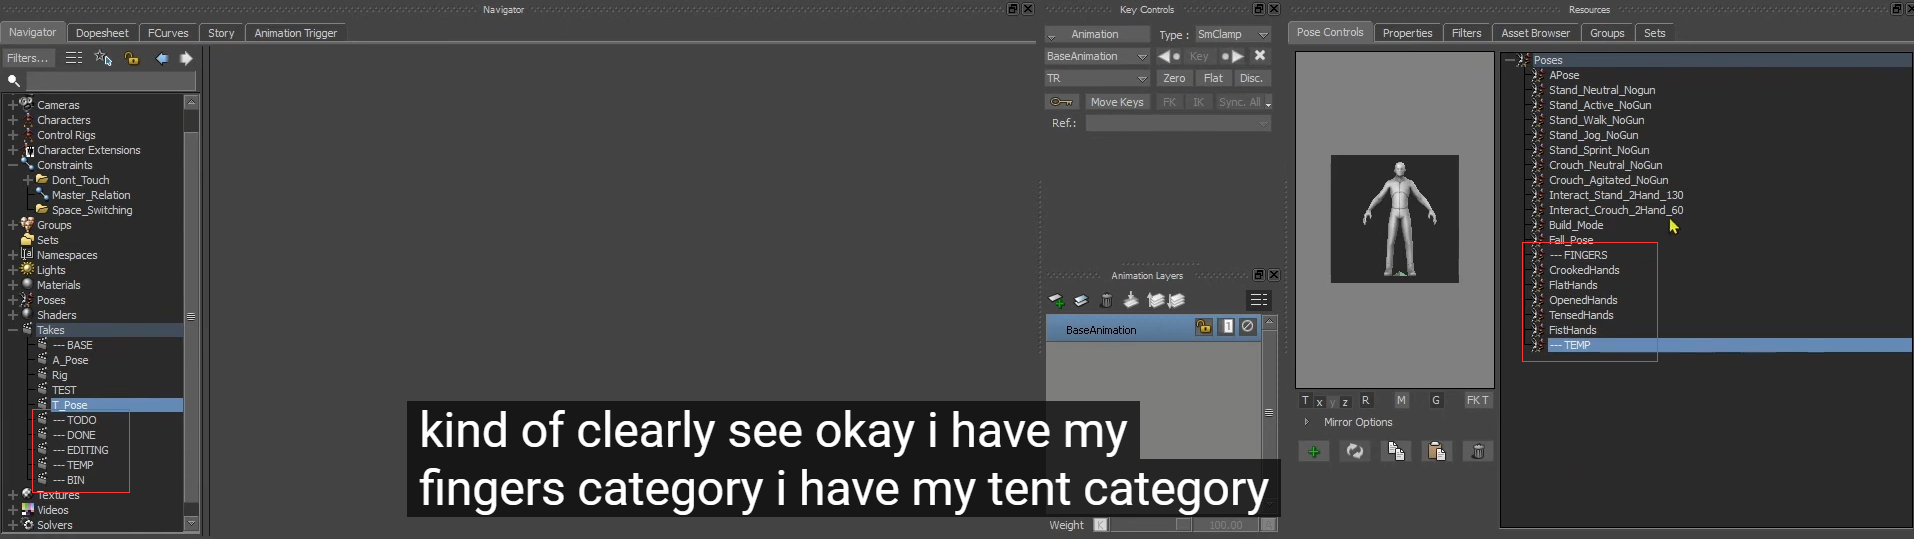 Navigator
Navigator Dopesheet FCurves Story Animation Trigger
Filters...
Cameras
Characters
Control Rigs
Character Extensions
Constraints
Dont_Touch
Master_Relation
Space_Switching
Groups
Sets
Namespaces
Lights
Materials
Poses
Shaders
Takes
--- BASE
A_Pose
Rig
TEST
T_Pose
--- TODO
--- DONE
--- EDITING
--- TEMP
--- BIN
Textures
Videos
Solvers
kind of clearly see okay i have my
fingers category i have my tent category
Key Controls
Animation Type : SmClamp
BaseAnimation Key
TR Zero Flat Disc.
Move Keys FK IK Sync. All
Ref.:
Animation Layers
BaseAnimation 1
Weight K 100.00 A
Resources
Pose Controls Properties Filters Asset Browser Groups Sets
T x y z R M G FK T
Mirror Options
Poses
APose
Stand_Neutral_Nogun
Stand_Active_NoGun
Stand_Walk_NoGun
Stand_Jog_NoGun
Stand_Sprint_NoGun
Crouch_Neutral_NoGun
Crouch_Agitated_NoGun
Interact_Stand_2Hand_130
Interact_Crouch_2Hand_60
Build_Mode
Fall_Pose
--- FINGERS
CrookedHands
FlatHands
OpenedHands
TensedHands
FistHands
--- TEMP